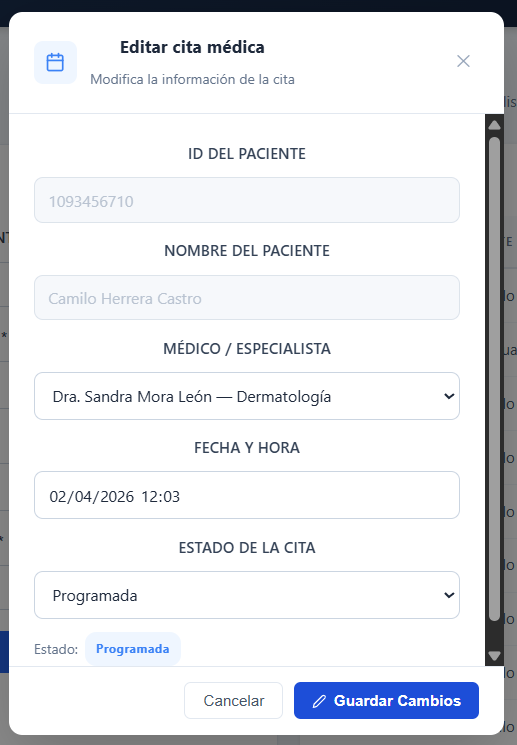 Editar cita médica
Modifica la información de la cita
ID DEL PACIENTE
1093456710
NOMBRE DEL PACIENTE
Camilo Herrera Castro
MÉDICO / ESPECIALISTA
Dra. Sandra Mora León — Dermatología
FECHA Y HORA
02/04/2026 12:03
ESTADO DE LA CITA
Programada
Estado: Programada
Cancelar
Guardar Cambios